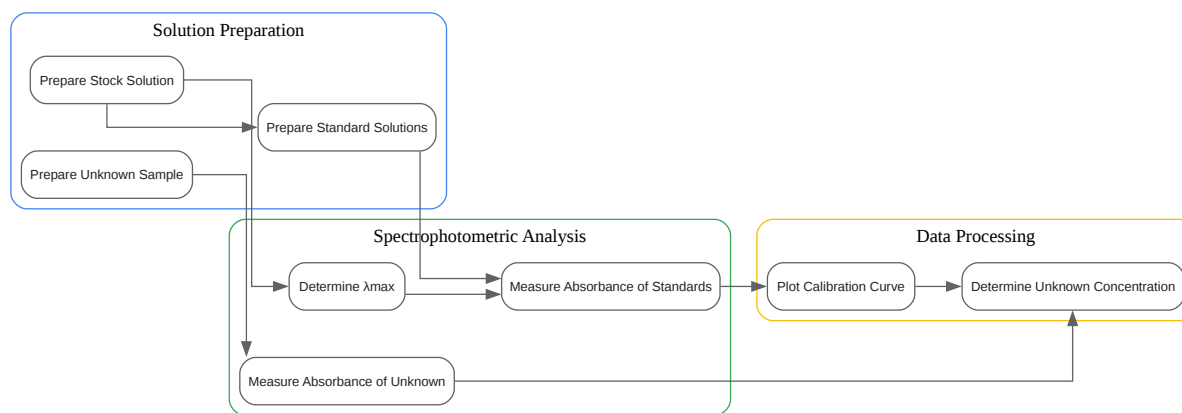 Solution Preparation
Prepare Stock Solution
Prepare Standard Solutions
Prepare Unknown Sample
Spectrophotometric Analysis
Determine λmax
Measure Absorbance of Standards
Measure Absorbance of Unknown
Data Processing
Plot Calibration Curve
Determine Unknown Concentration